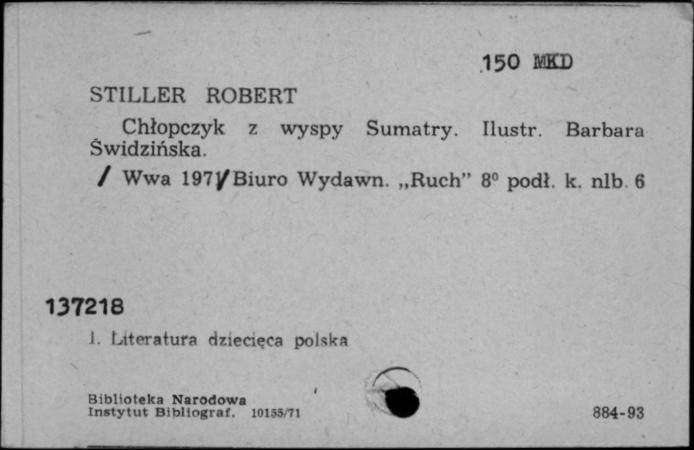 150 MKD
STILLER ROBERT
Chłopczyk z wyspy Sumatry. Ilustr. Barbara
Świdzińska.
/ Wwa 1971/Biuro Wydawn. „Ruch” 8⁰ podł. k. nlb. 6
137218
1. Literatura dziecięca polska
Biblioteka Narodowa
Instytut Bibliograf. 10155/71
884-93